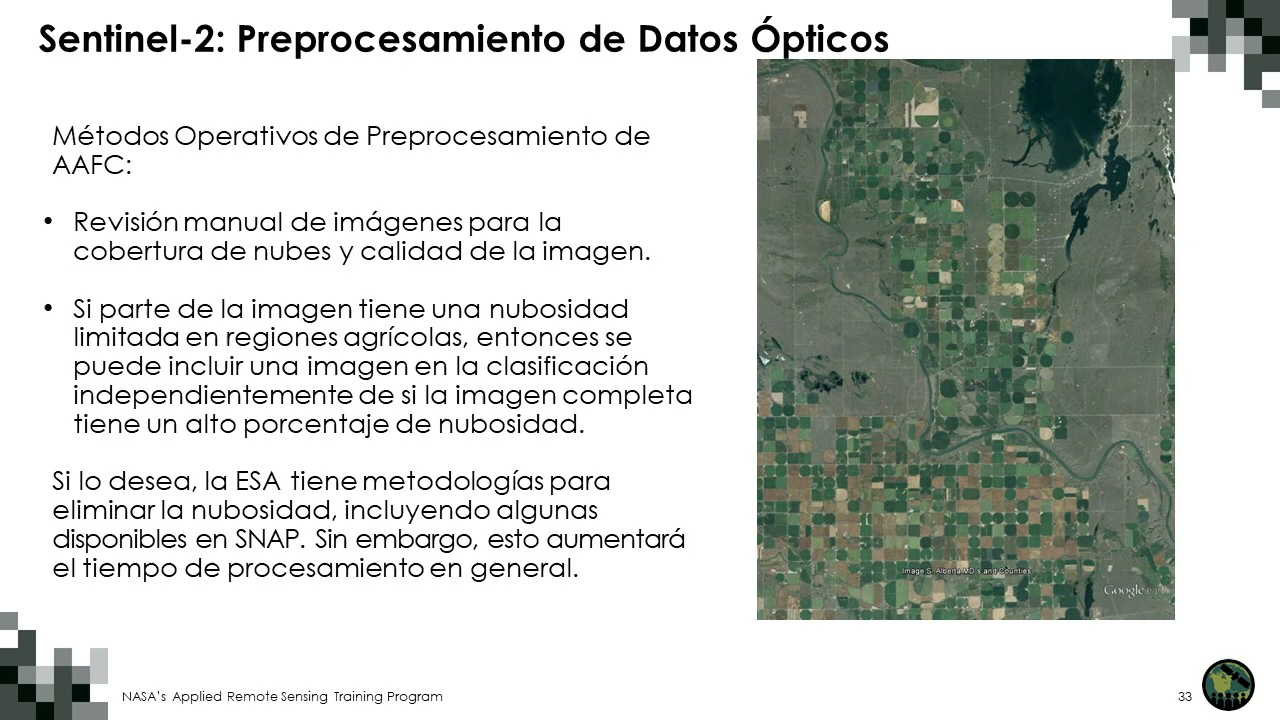 Sentinel-2: Preprocesamiento de Datos Ópticos
Métodos Operativos de Preprocesamiento de
AAFC:
• Revisión manual de imágenes para la
cobertura de nubes y calidad de la imagen.
• Si parte de la imagen tiene una nubosidad
limitada en regiones agrícolas, entonces se
puede incluir una imagen en la clasificación
independientemente de si la imagen completa
tiene un alto porcentaje de nubosidad.
Si lo desea, la ESA tiene metodologías para
eliminar la nubosidad, incluyendo algunas
disponibles en SNAP. Sin embargo, esto aumentará
el tiempo de procesamiento en general.
Image S. Alberta MD's and Counties
Google earth
NASA's Applied Remote Sensing Training Program
33